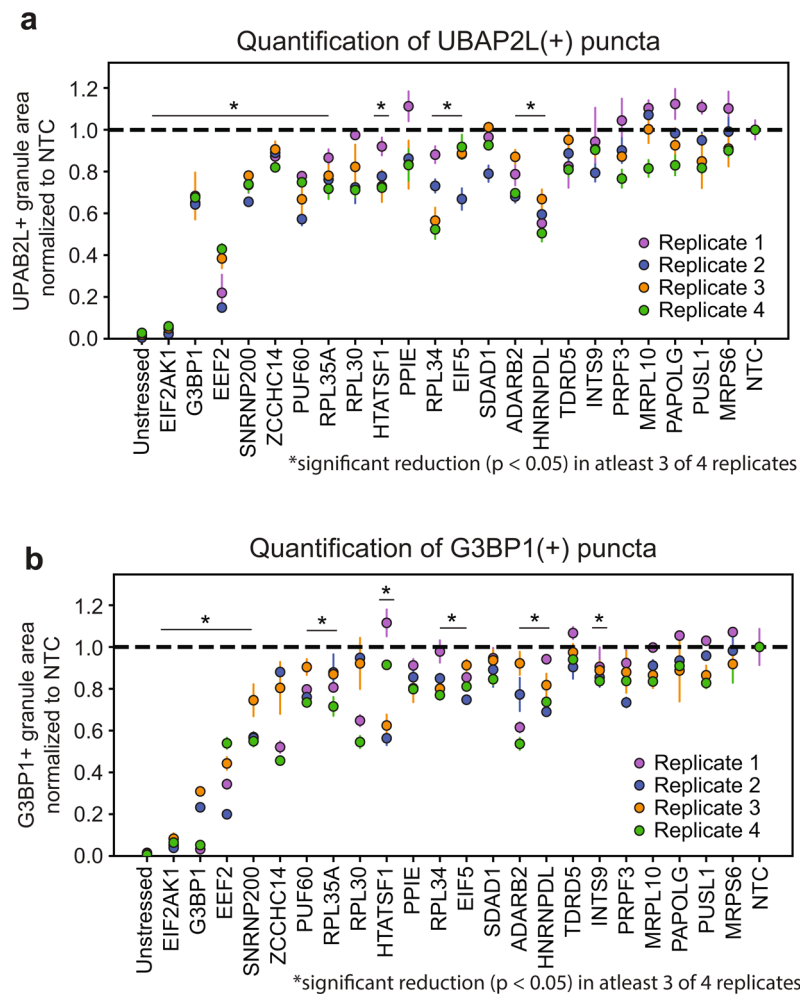 a
Quantification of UBAP2L(+) puncta
UPAB2L+ granule area
normalized to NTC
1.2
1.0
0.8
0.6
0.4
0.2
0.0
* * * *
Replicate 1
Replicate 2
Replicate 3
Replicate 4
Unstressed
EIF2AK1
G3BP1
EEF2
SNRNP200
ZCCHC14
PUF60
RPL35A
RPL30
HTATSF1
PPIE
RPL34
EIF5
SDAD1
ADARB2
HNRNPDL
TDRD5
INTS9
PRPF3
MRPL10
PAPOLG
PUSL1
MRPS6
NTC
*significant reduction (p < 0.05) in atleast 3 of 4 replicates
b
Quantification of G3BP1(+) puncta
G3BP1+ granule area
normalized to NTC
1.2
1.0
0.8
0.6
0.4
0.2
0.0
* * * * * *
Replicate 1
Replicate 2
Replicate 3
Replicate 4
Unstressed
EIF2AK1
G3BP1
EEF2
SNRNP200
ZCCHC14
PUF60
RPL35A
RPL30
HTATSF1
PPIE
RPL34
EIF5
SDAD1
ADARB2
HNRNPDL
TDRD5
INTS9
PRPF3
MRPL10
PAPOLG
PUSL1
MRPS6
NTC
*significant reduction (p < 0.05) in atleast 3 of 4 replicates